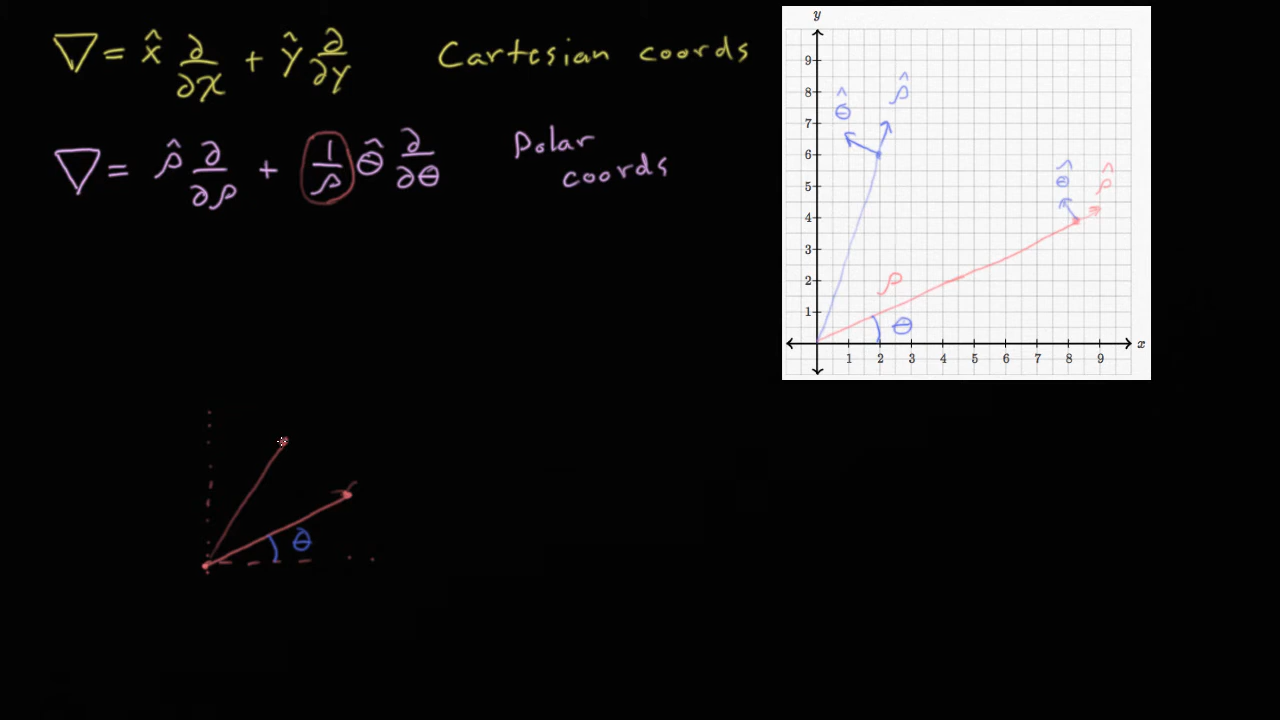 ∇ = x̂ ∂/∂x + ŷ ∂/∂y Cartesian coords
∇ = ρ̂ ∂/∂ρ + 1/ρ θ̂ ∂/∂θ Polar
coords
y
9
8
7
6
5
4
3
2
1
θ̂
ρ̂
θ̂
ρ̂
ρ
θ
x
1 2 3 4 5 6 7 8 9
θ